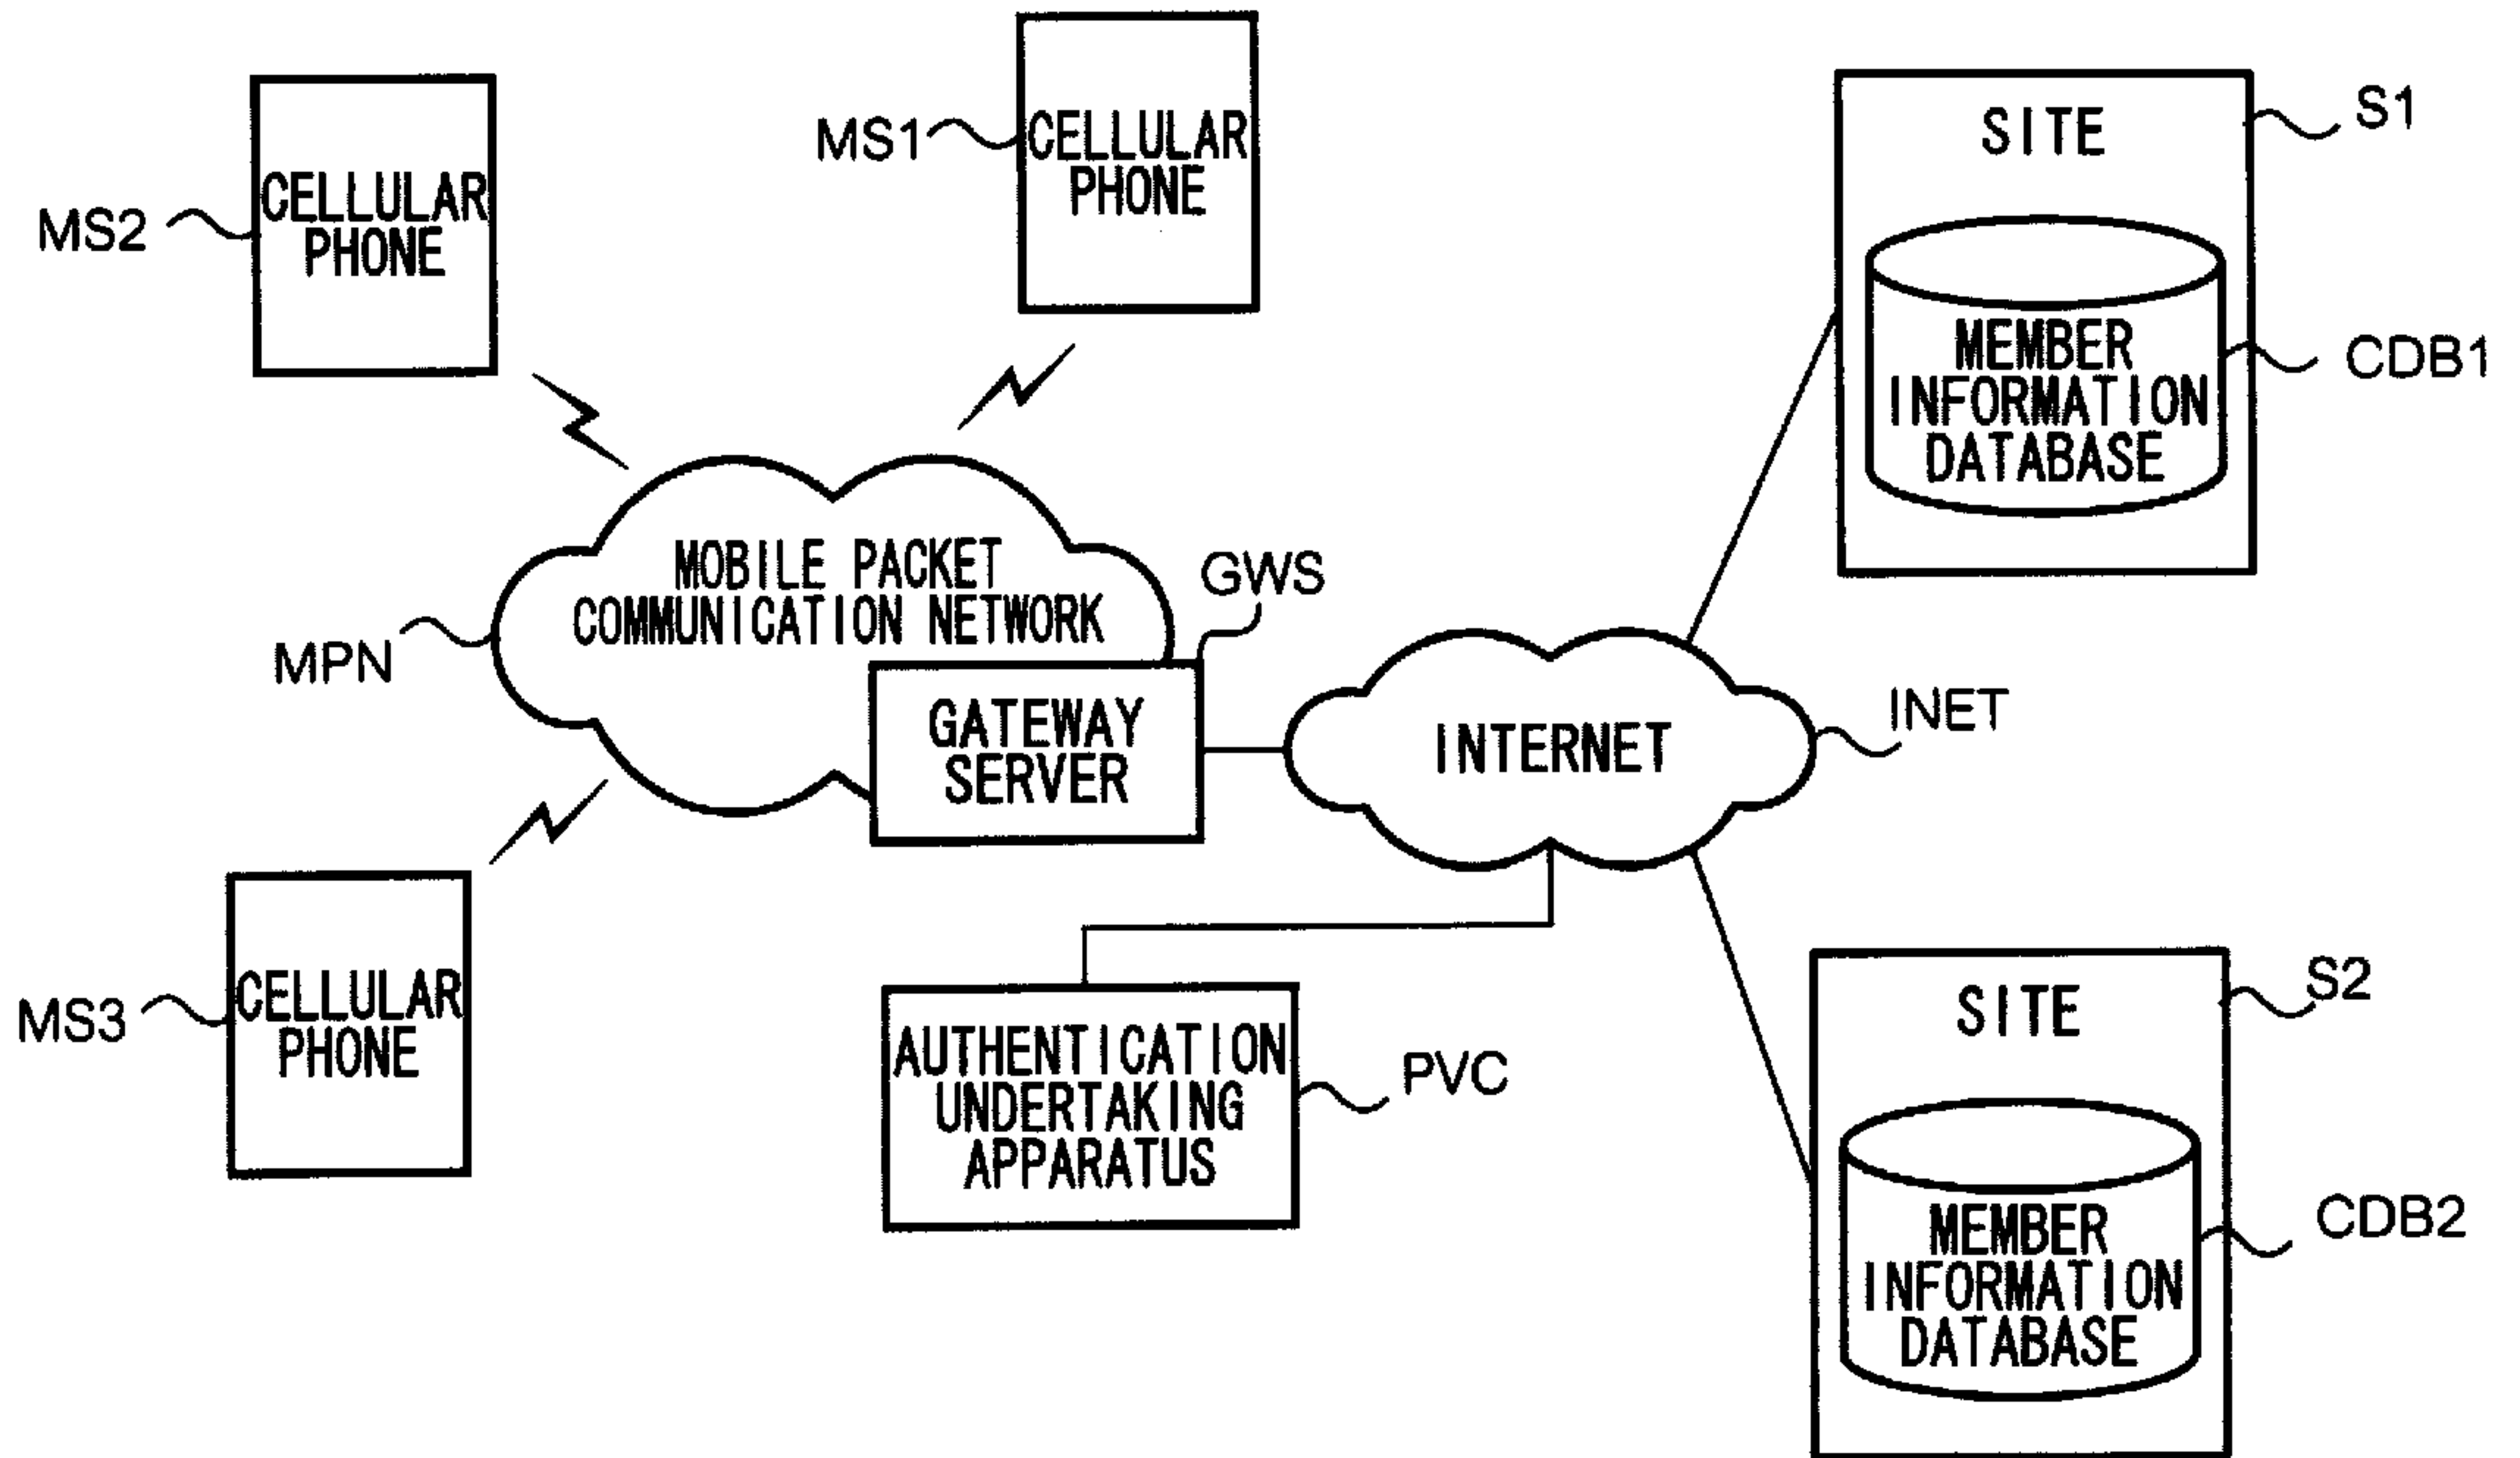 MS1
CELLULAR
PHONE
MS2
CELLULAR
PHONE
SITE
S1
MEMBER
INFORMATION
DATABASE
CDB1
MOBILE PACKET
COMMUNICATION NETWORK
MPN
GWS
GATEWAY
SERVER
INTERNET
INET
MS3
CELLULAR
PHONE
AUTHENTICATION
UNDERTAKING
APPARATUS
PVC
SITE
S2
MEMBER
INFORMATION
DATABASE
CDB2